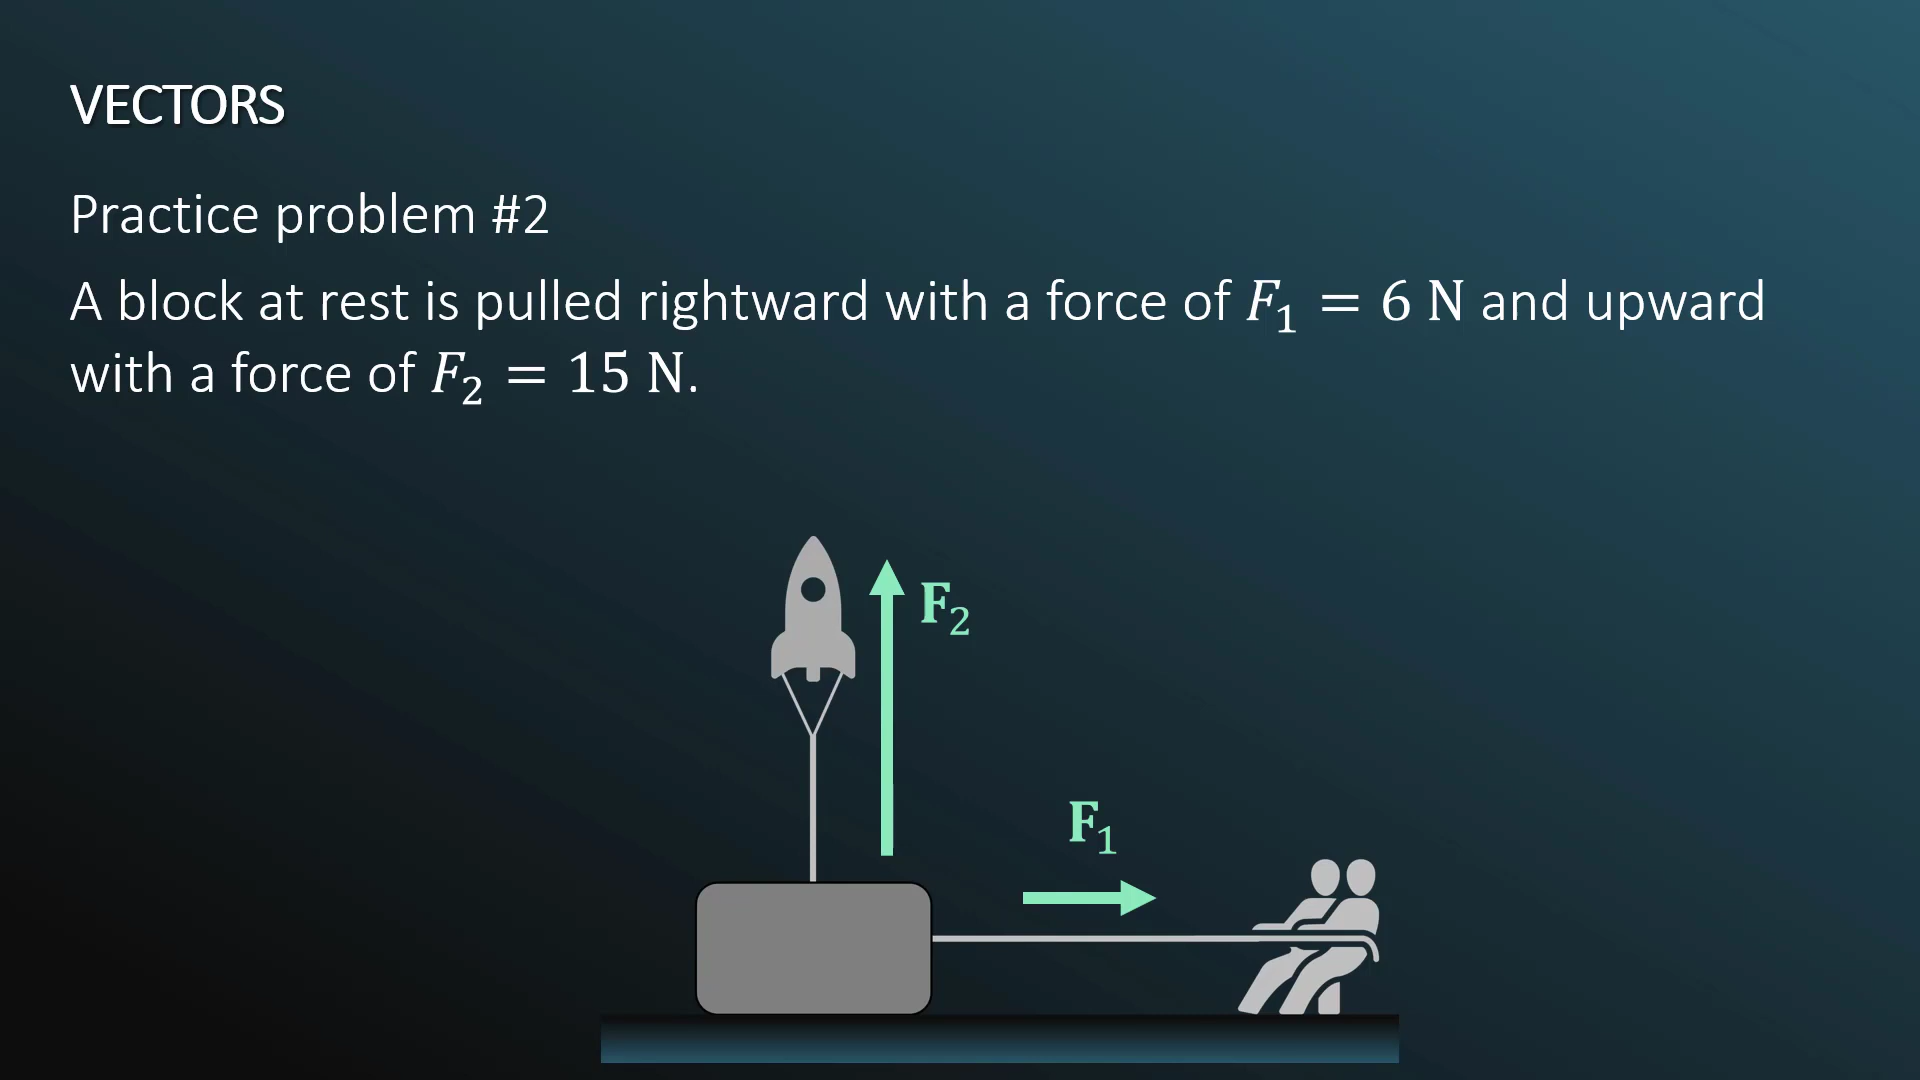 VECTORS
Practice problem #2
A block at rest is pulled rightward with a force of F₁ = 6 N and upward
with a force of F₂ = 15 N.
F₂
F₁